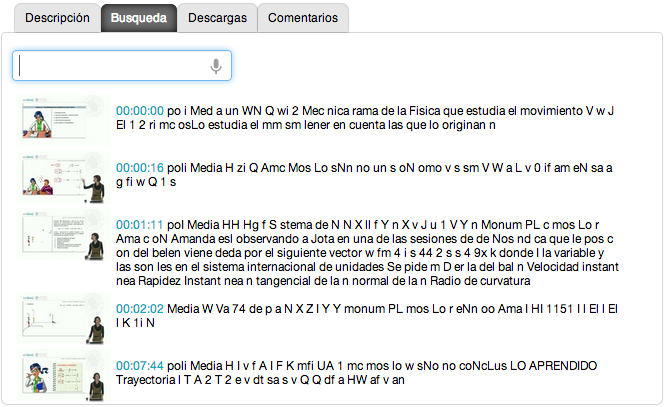 Descripción Busqueda Descargas Comentarios
00:00:00 po i Med a un WN Q wi 2 Mec nica rama de la Fisica que estudia el movimiento V w J
El 1 2 ri mc osLo estudia el mm sm lener en cuenta las que lo originan n
00:00:16 poli Media H zi Q Amc Mos Lo sNn no un s oN omo v s sm V W a L v 0 if am eN sa a
g fi w Q 1 s
00:01:11 pol Media HH Hg f S stema de N N X Il f Y n X v J u 1 V Y n Monum PL c mos Lo r
Ama c oN Amanda esl observando a Jota en una de las sesiones de de Nos nd ca que le pos c
on del belen viene deda por el siguiente vector w fm 4 i s 44 2 s s 4 9x k donde l la variable y
las son les en el sistema internacional de unidades Se pide m D er la del bal n Velocidad instant
nea Rapidez Instant nea n tangencial de la n normal de la n Radio de curvatura
00:02:02 Media W Va 74 de p a N X Z I Y Y monum PL mos Lo r eNn oo Ama I HI 1151 I I El I El
I K 1i N
00:07:44 poli Media H I v f A I F K mfi UA 1 mc mos lo w sNo no coNcLus LO APRENDIDO
Trayectoria I T A 2 T 2 e v dt sa s v Q Q df a HW af v an